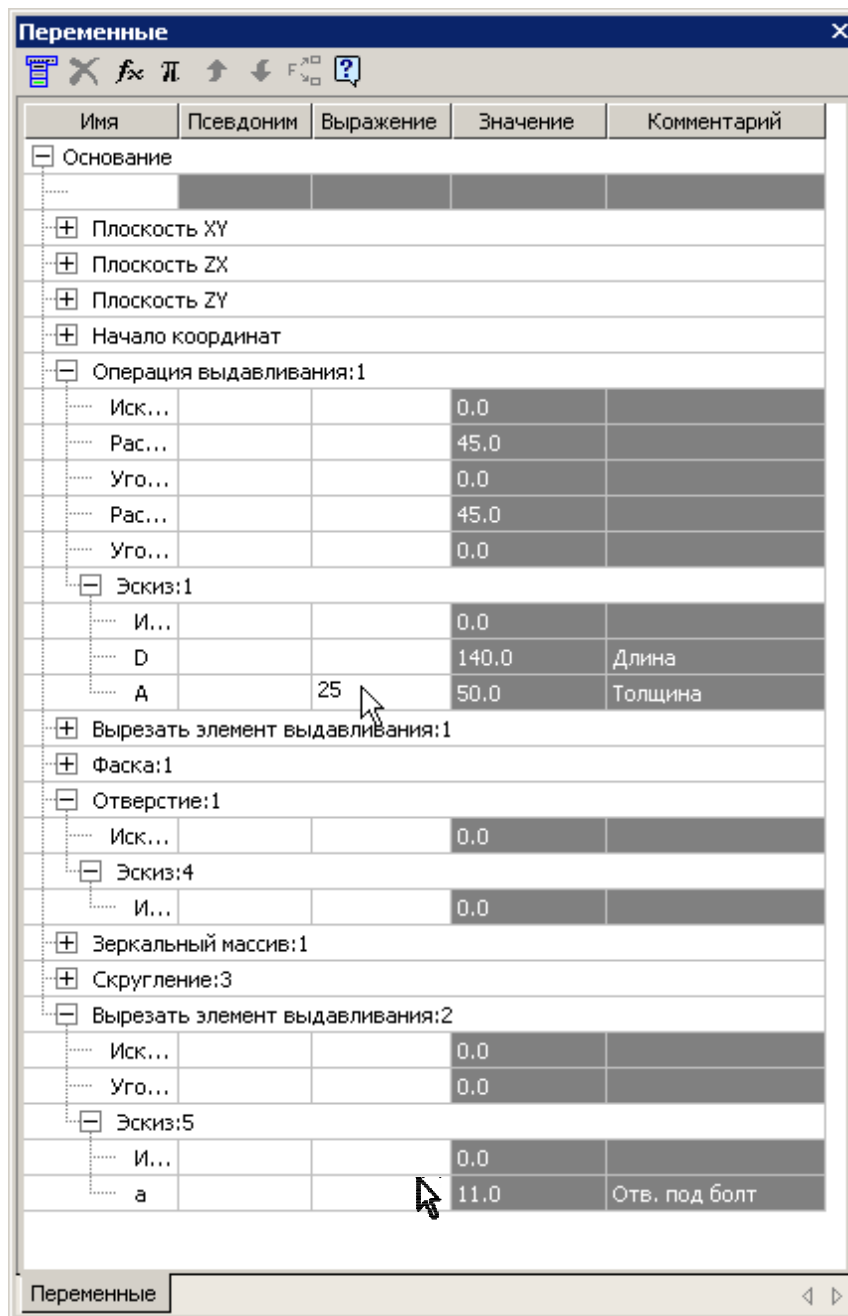 Переменные
fx π F ?
Имя Псевдоним Выражение Значение Комментарий
Основание
Плоскость XY
Плоскость ZX
Плоскость ZY
Начало координат
Операция выдавливания:1
Иск... 0.0
Рас... 45.0
Уго... 0.0
Рас... 45.0
Уго... 0.0
Эскиз:1
И... 0.0
D 140.0 Длина
A 25 50.0 Толщина
Вырезать элемент выдавливания:1
Фаска:1
Отверстие:1
Иск... 0.0
Эскиз:4
И... 0.0
Зеркальный массив:1
Скругление:3
Вырезать элемент выдавливания:2
Иск... 0.0
Уго... 0.0
Эскиз:5
И... 0.0
a 11.0 Отв. под болт
Переменные